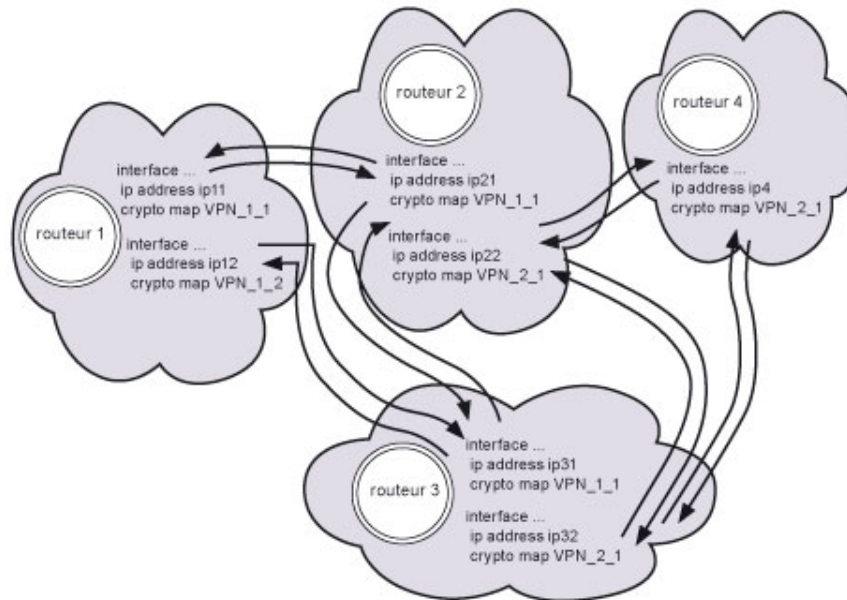 routeur 2
interface ...
ip address ip21
crypto map VPN_1_1
interface ...
ip address ip22
crypto map VPN_2_1
routeur 4
interface ...
ip address ip4
crypto map VPN_2_1
routeur 1
interface ...
ip address ip11
crypto map VPN_1_1
interface ...
ip address ip12
crypto map VPN_1_2
routeur 3
interface ...
ip address ip31
crypto map VPN_1_1
interface ...
ip address ip32
crypto map VPN_2_1